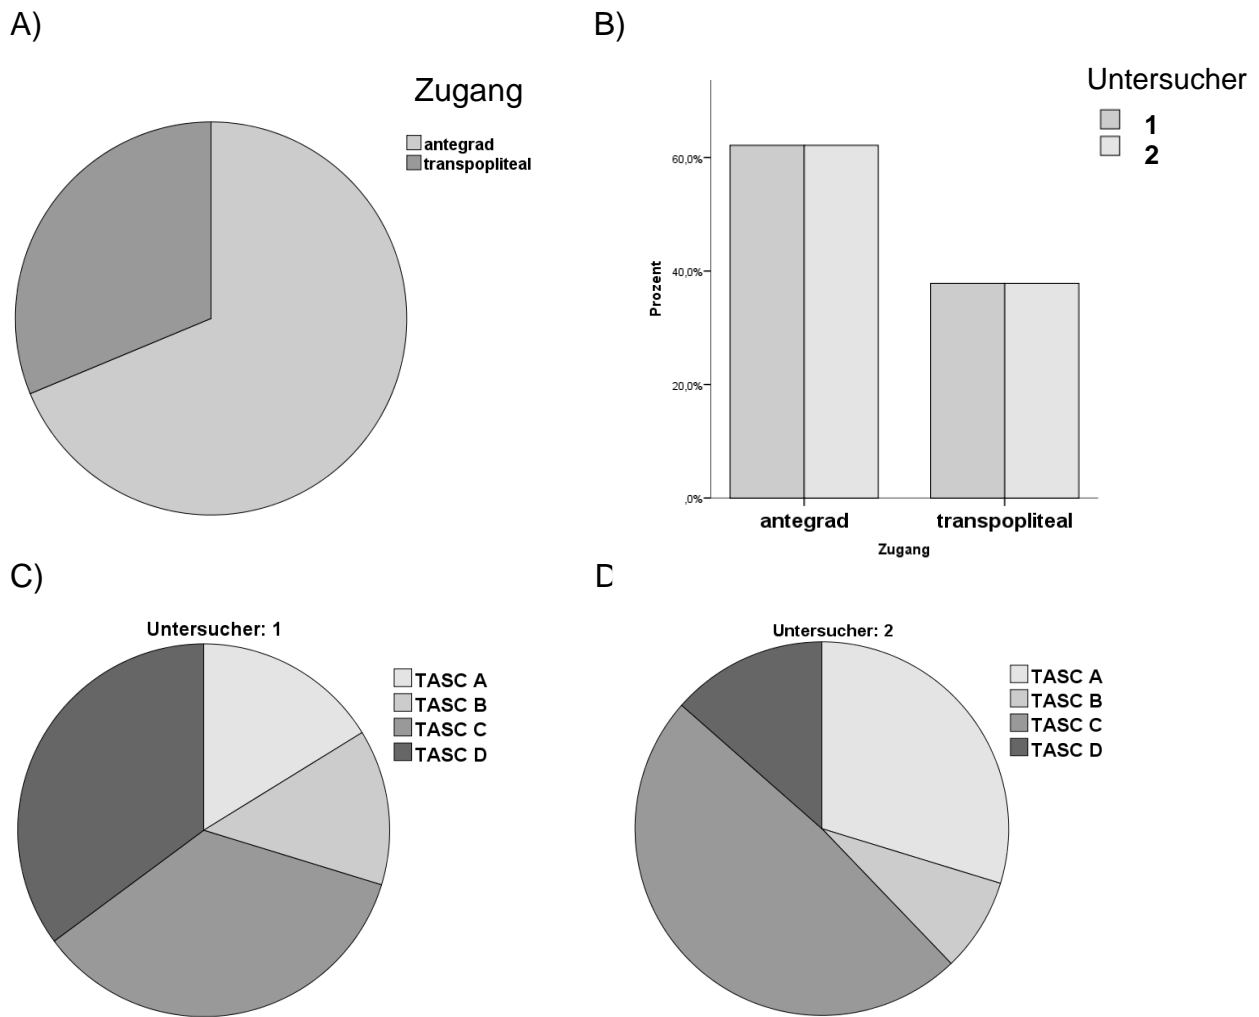 A)
Zugang
antegrad
transpopliteal
B)
Untersucher
1
2
60,0%
40,0%
20,0%
,0%
Prozent
antegrad transpopliteal
Zugang
C)
Untersucher: 1
TASC A
TASC B
TASC C
TASC D
D
Untersucher: 2
TASC A
TASC B
TASC C
TASC D